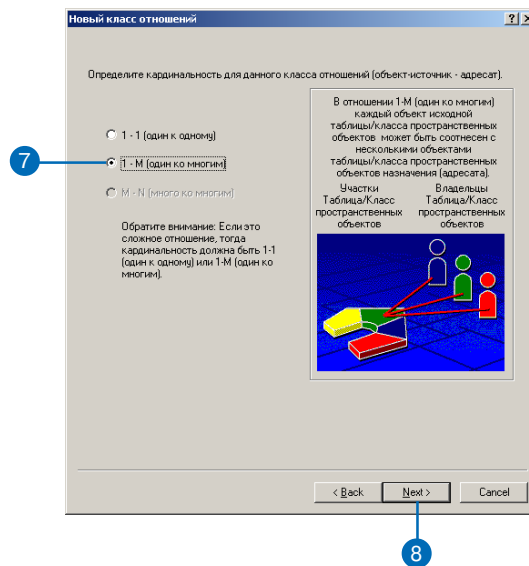 Новый класс отношений
Определите кардинальность для данного класса отношений (объект-источник - адресат).
1 - 1 (один к одному)
7
1 - M (один ко многим)
M - N (много ко многим)
Обратите внимание: Если это
сложное отношение, тогда
кардинальность должна быть 1-1
(один к одному) или 1-M (один ко
многим).
В отношении 1-M (один ко многим)
каждый объект исходной
таблицы/класса пространственных
объектов может быть соотнесен с
несколькими объектами
таблицы/класса пространственных
объектов назначения (адресата).
Участки
Таблица/Класс
пространственных
объектов
Владельцы
Таблица/Класс
пространственных
объектов
< Back
Next >
Cancel
8